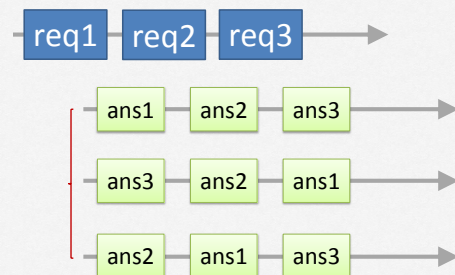 req1 req2 req3
ans1 ans2 ans3
ans3 ans2 ans1
ans2 ans1 ans3